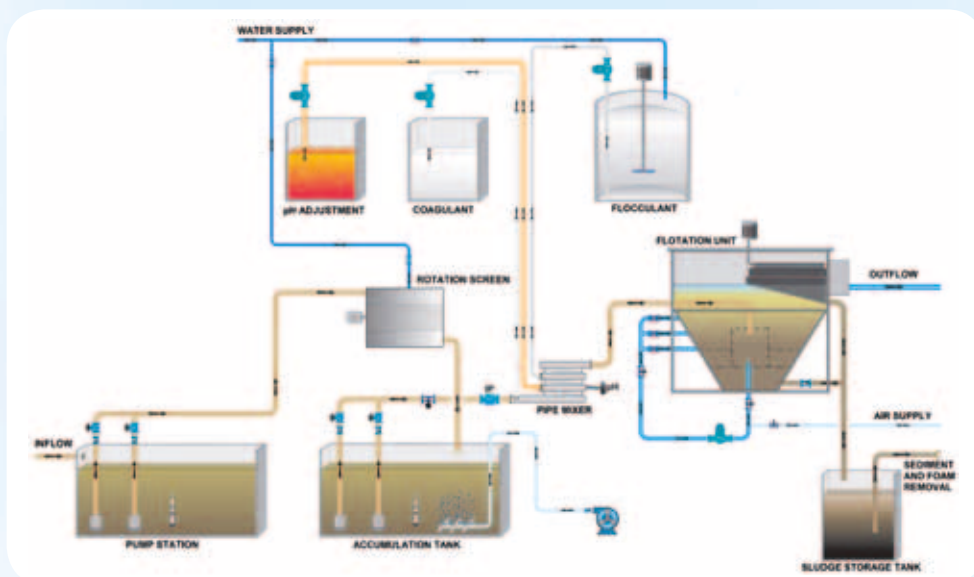 WATER SUPPLY
pH ADJUSTMENT
COAGULANT
FLOCCULANT
FLOTATION UNIT
OUTFLOW
ROTATION SCREEN
pH
PIPE MIXER
INFLOW
AIR SUPPLY
SEDIMENT
AND FOAM
REMOVAL
PUMP STATION
ACCUMULATION TANK
SLUDGE STORAGE TANK